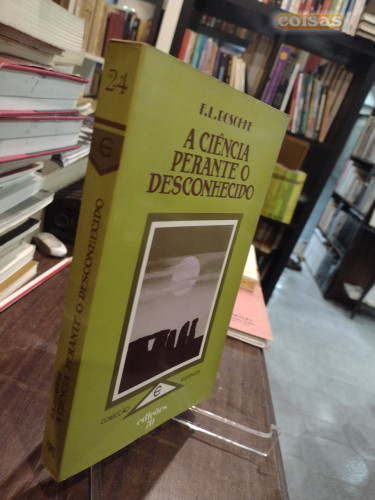 coisas
F.L. BOSCHKE
A CIÊNCIA
PERANTE O
DESCONHECIDO
COLECÇÃO
edições
70
24
A CIÊNCIA PERANTE O DESCONHECIDO